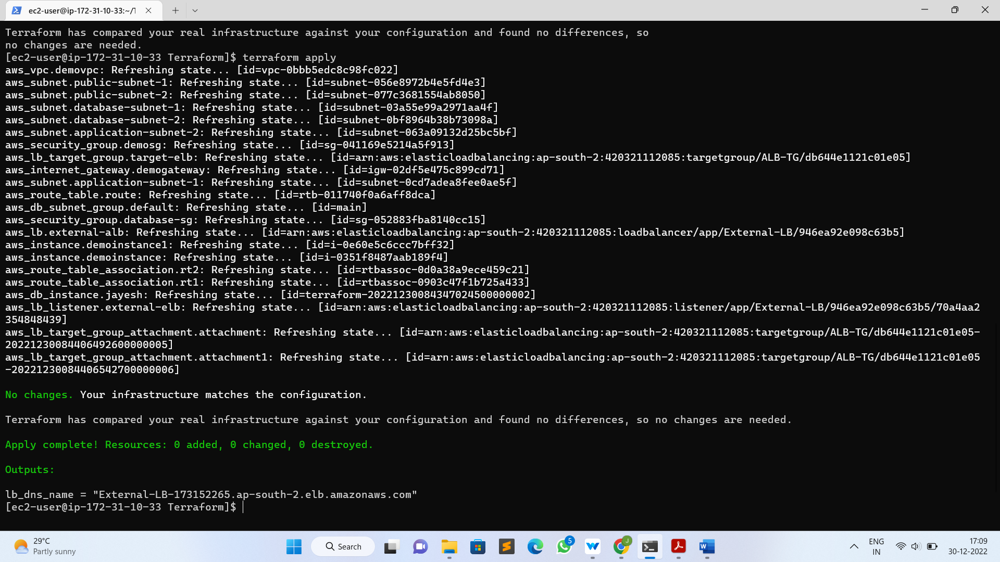 ec2-user@ip-172-31-10-33:~/T
Terraform has compared your real infrastructure against your configuration and found no differences, so
no changes are needed.
[ec2-user@ip-172-31-10-33 Terraform]$ terraform apply
aws_vpc.demovpc: Refreshing state... [id=vpc-0bbb5edc8c98fc022]
aws_subnet.public-subnet-1: Refreshing state... [id=subnet-056e8972b4e5fd4e3]
aws_subnet.public-subnet-2: Refreshing state... [id=subnet-077c3681554ab8050]
aws_subnet.database-subnet-1: Refreshing state... [id=subnet-03a55e99a2971aa4f]
aws_subnet.database-subnet-2: Refreshing state... [id=subnet-0bf8964b38b73098a]
aws_subnet.application-subnet-2: Refreshing state... [id=subnet-063a09132d25bc5bf]
aws_security_group.demosg: Refreshing state... [id=sg-041169e5214a5f913]
aws_lb_target_group.target-elb: Refreshing state... [id=arn:aws:elasticloadbalancing:ap-south-2:420321112085:targetgroup/ALB-TG/db644e1121c01e05]
aws_internet_gateway.demogateway: Refreshing state... [id=igw-02df5e475c899cd71]
aws_subnet.application-subnet-1: Refreshing state... [id=subnet-0cd7adea8fee0ae5f]
aws_route_table.route: Refreshing state... [id=rtb-011740f0a6aff8dca]
aws_db_subnet_group.default: Refreshing state... [id=main]
aws_security_group.database-sg: Refreshing state... [id=sg-052883fba8140cc15]
aws_lb.external-alb: Refreshing state... [id=arn:aws:elasticloadbalancing:ap-south-2:420321112085:loadbalancer/app/External-LB/946ea92e098c63b5]
aws_instance.demoinstance1: Refreshing state... [id=i-0e60e5c6ccc7bff32]
aws_instance.demoinstance: Refreshing state... [id=i-0351f8487aab189f4]
aws_route_table_association.rt2: Refreshing state... [id=rtbassoc-0d0a38a9ece459c21]
aws_route_table_association.rt1: Refreshing state... [id=rtbassoc-0903c47f1b725a433]
aws_db_instance.jayesh: Refreshing state... [id=terraform-20221230084347024500000002]
aws_lb_listener.external-elb: Refreshing state... [id=arn:aws:elasticloadbalancing:ap-south-2:420321112085:listener/app/External-LB/946ea92e098c63b5/70a4aa2
354848439]
aws_lb_target_group_attachment.attachment: Refreshing state... [id=arn:aws:elasticloadbalancing:ap-south-2:420321112085:targetgroup/ALB-TG/db644e1121c01e05-
20221230084406492600000005]
aws_lb_target_group_attachment.attachment1: Refreshing state... [id=arn:aws:elasticloadbalancing:ap-south-2:420321112085:targetgroup/ALB-TG/db644e1121c01e05
-20221230084406542700000006]
No changes. Your infrastructure matches the configuration.
Terraform has compared your real infrastructure against your configuration and found no differences, so no changes are needed.
Apply complete! Resources: 0 added, 0 changed, 0 destroyed.
Outputs:
lb_dns_name = "External-LB-173152265.ap-south-2.elb.amazonaws.com"
[ec2-user@ip-172-31-10-33 Terraform]$
29°C
Partly sunny
Search
5
J
W
ENG
IN
17:09
30-12-2022